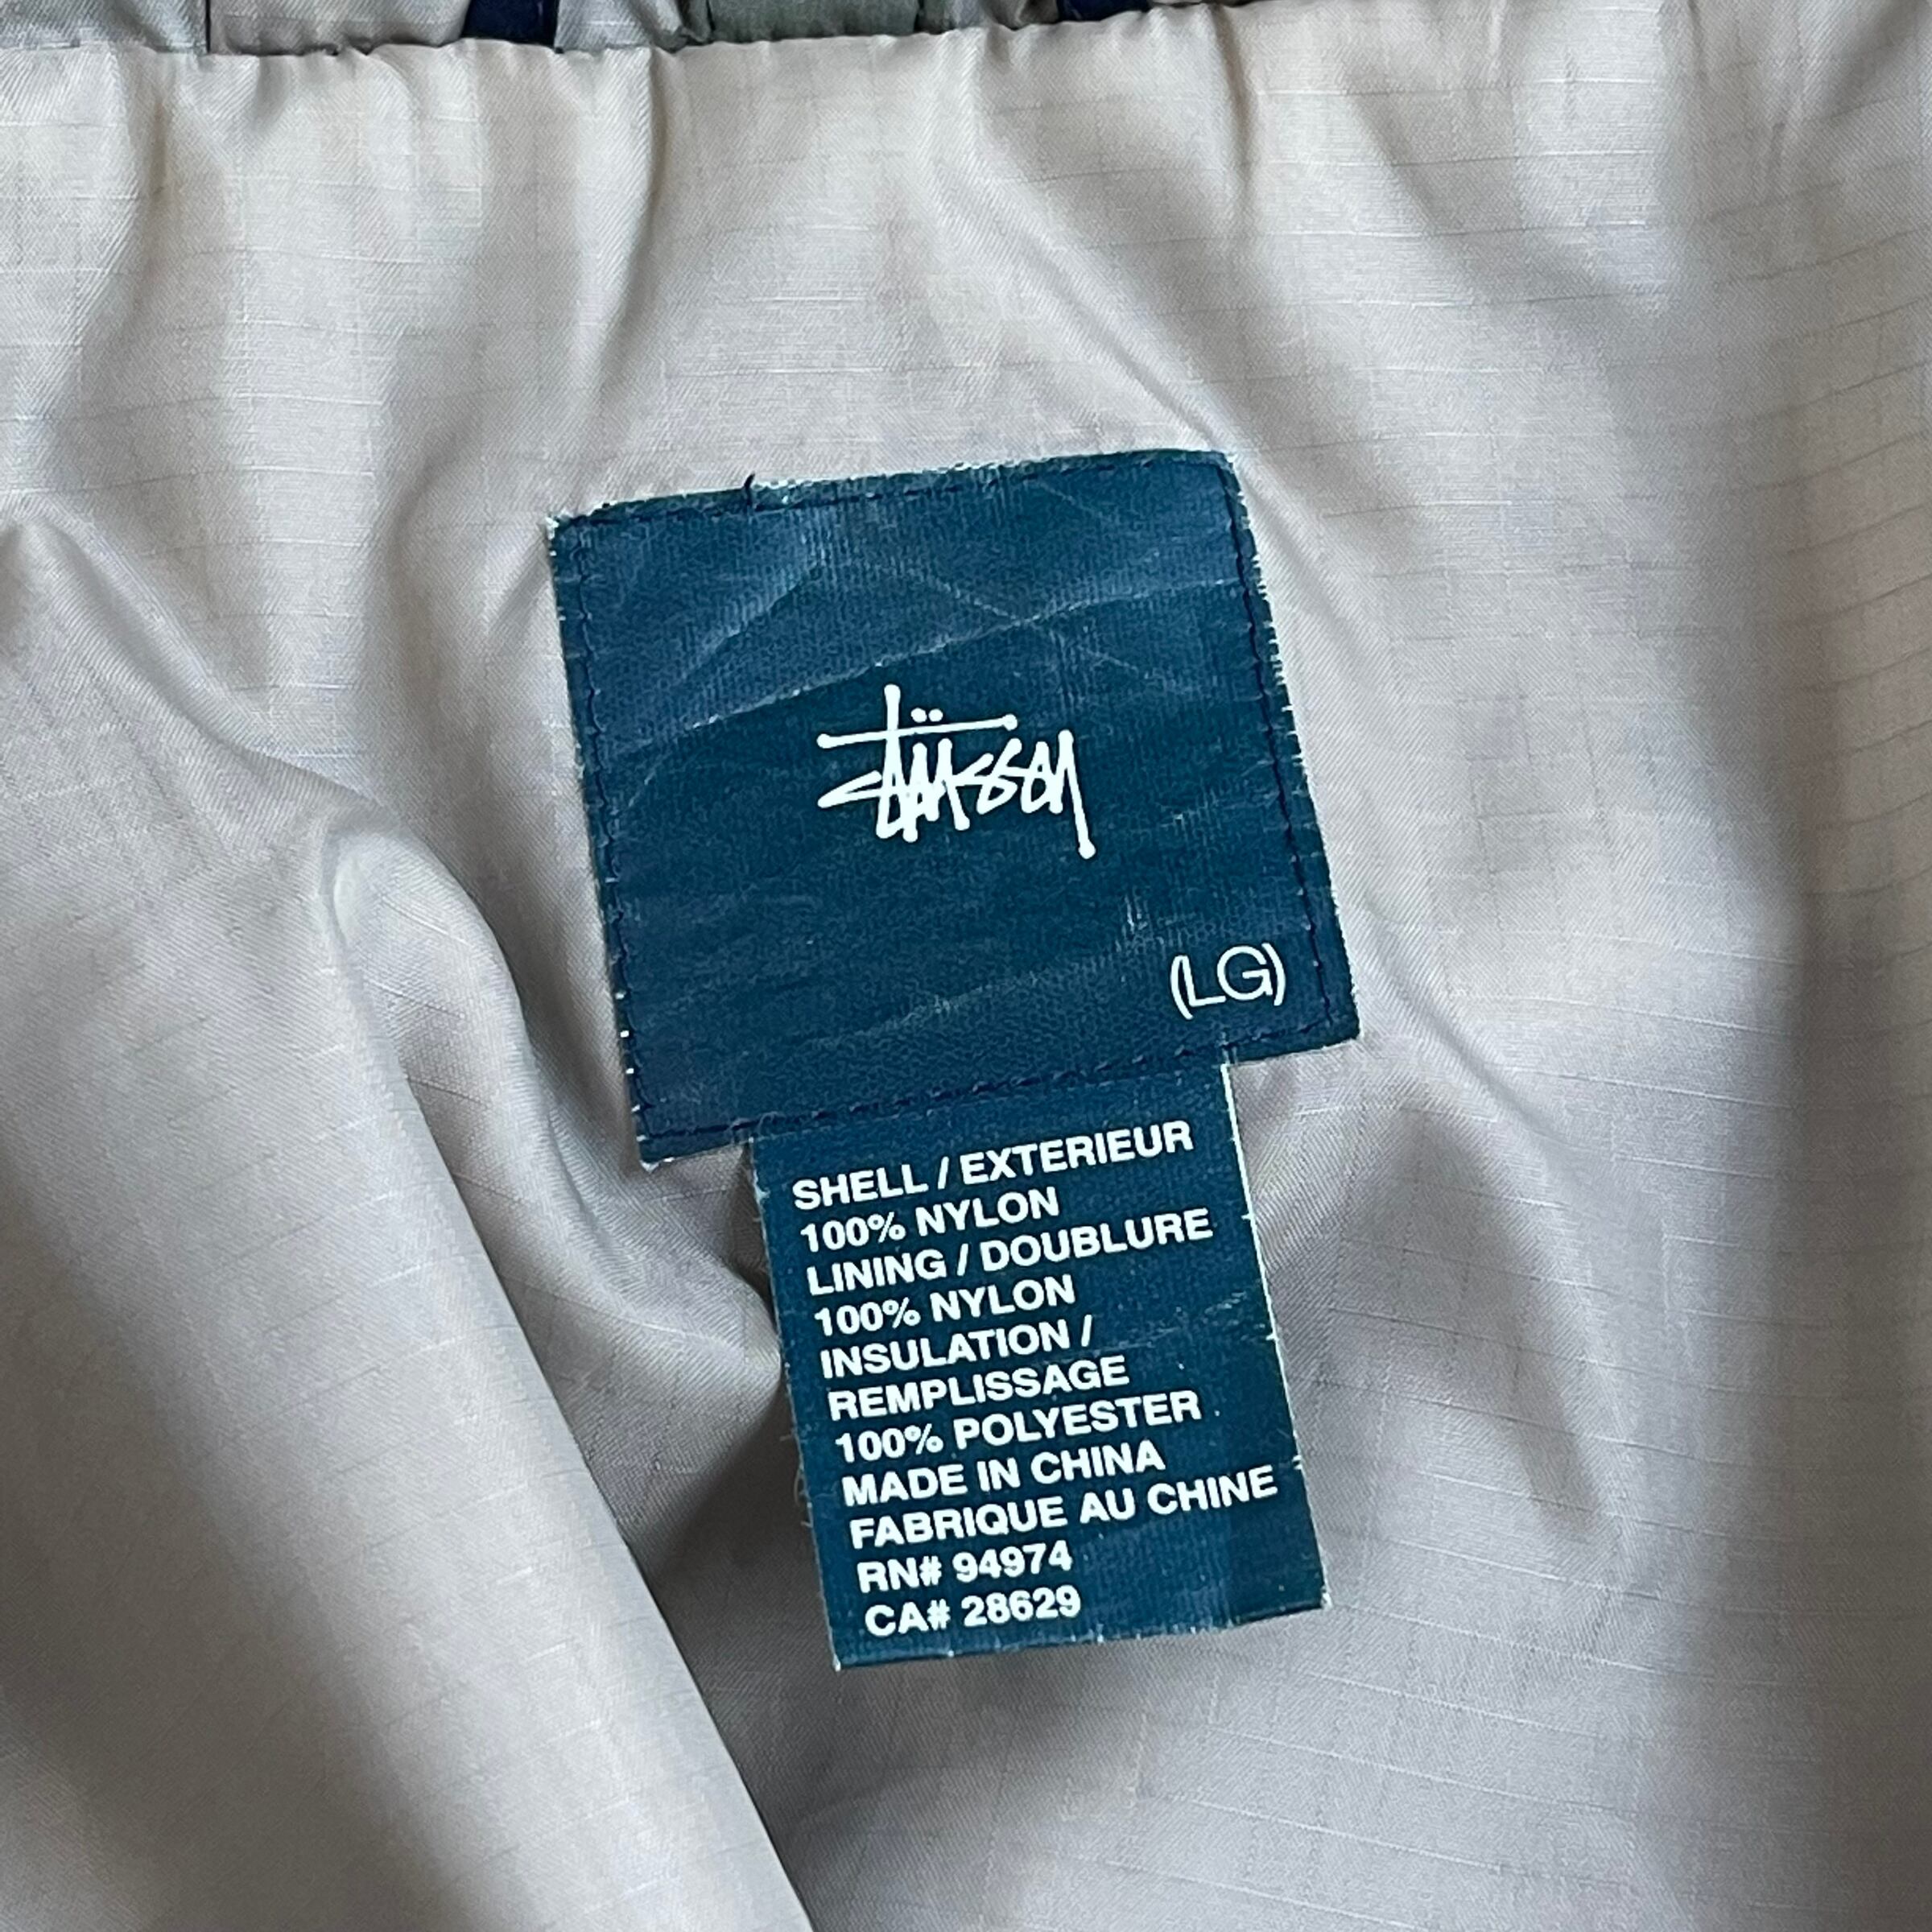 Stüssy
(LG)
SHELL / EXTERIEUR
100% NYLON
LINING / DOUBLURE
100% NYLON
INSULATION /
REMPLISSAGE
100% POLYESTER
MADE IN CHINA
FABRIQUE AU CHINE
RN# 94974
CA# 28629